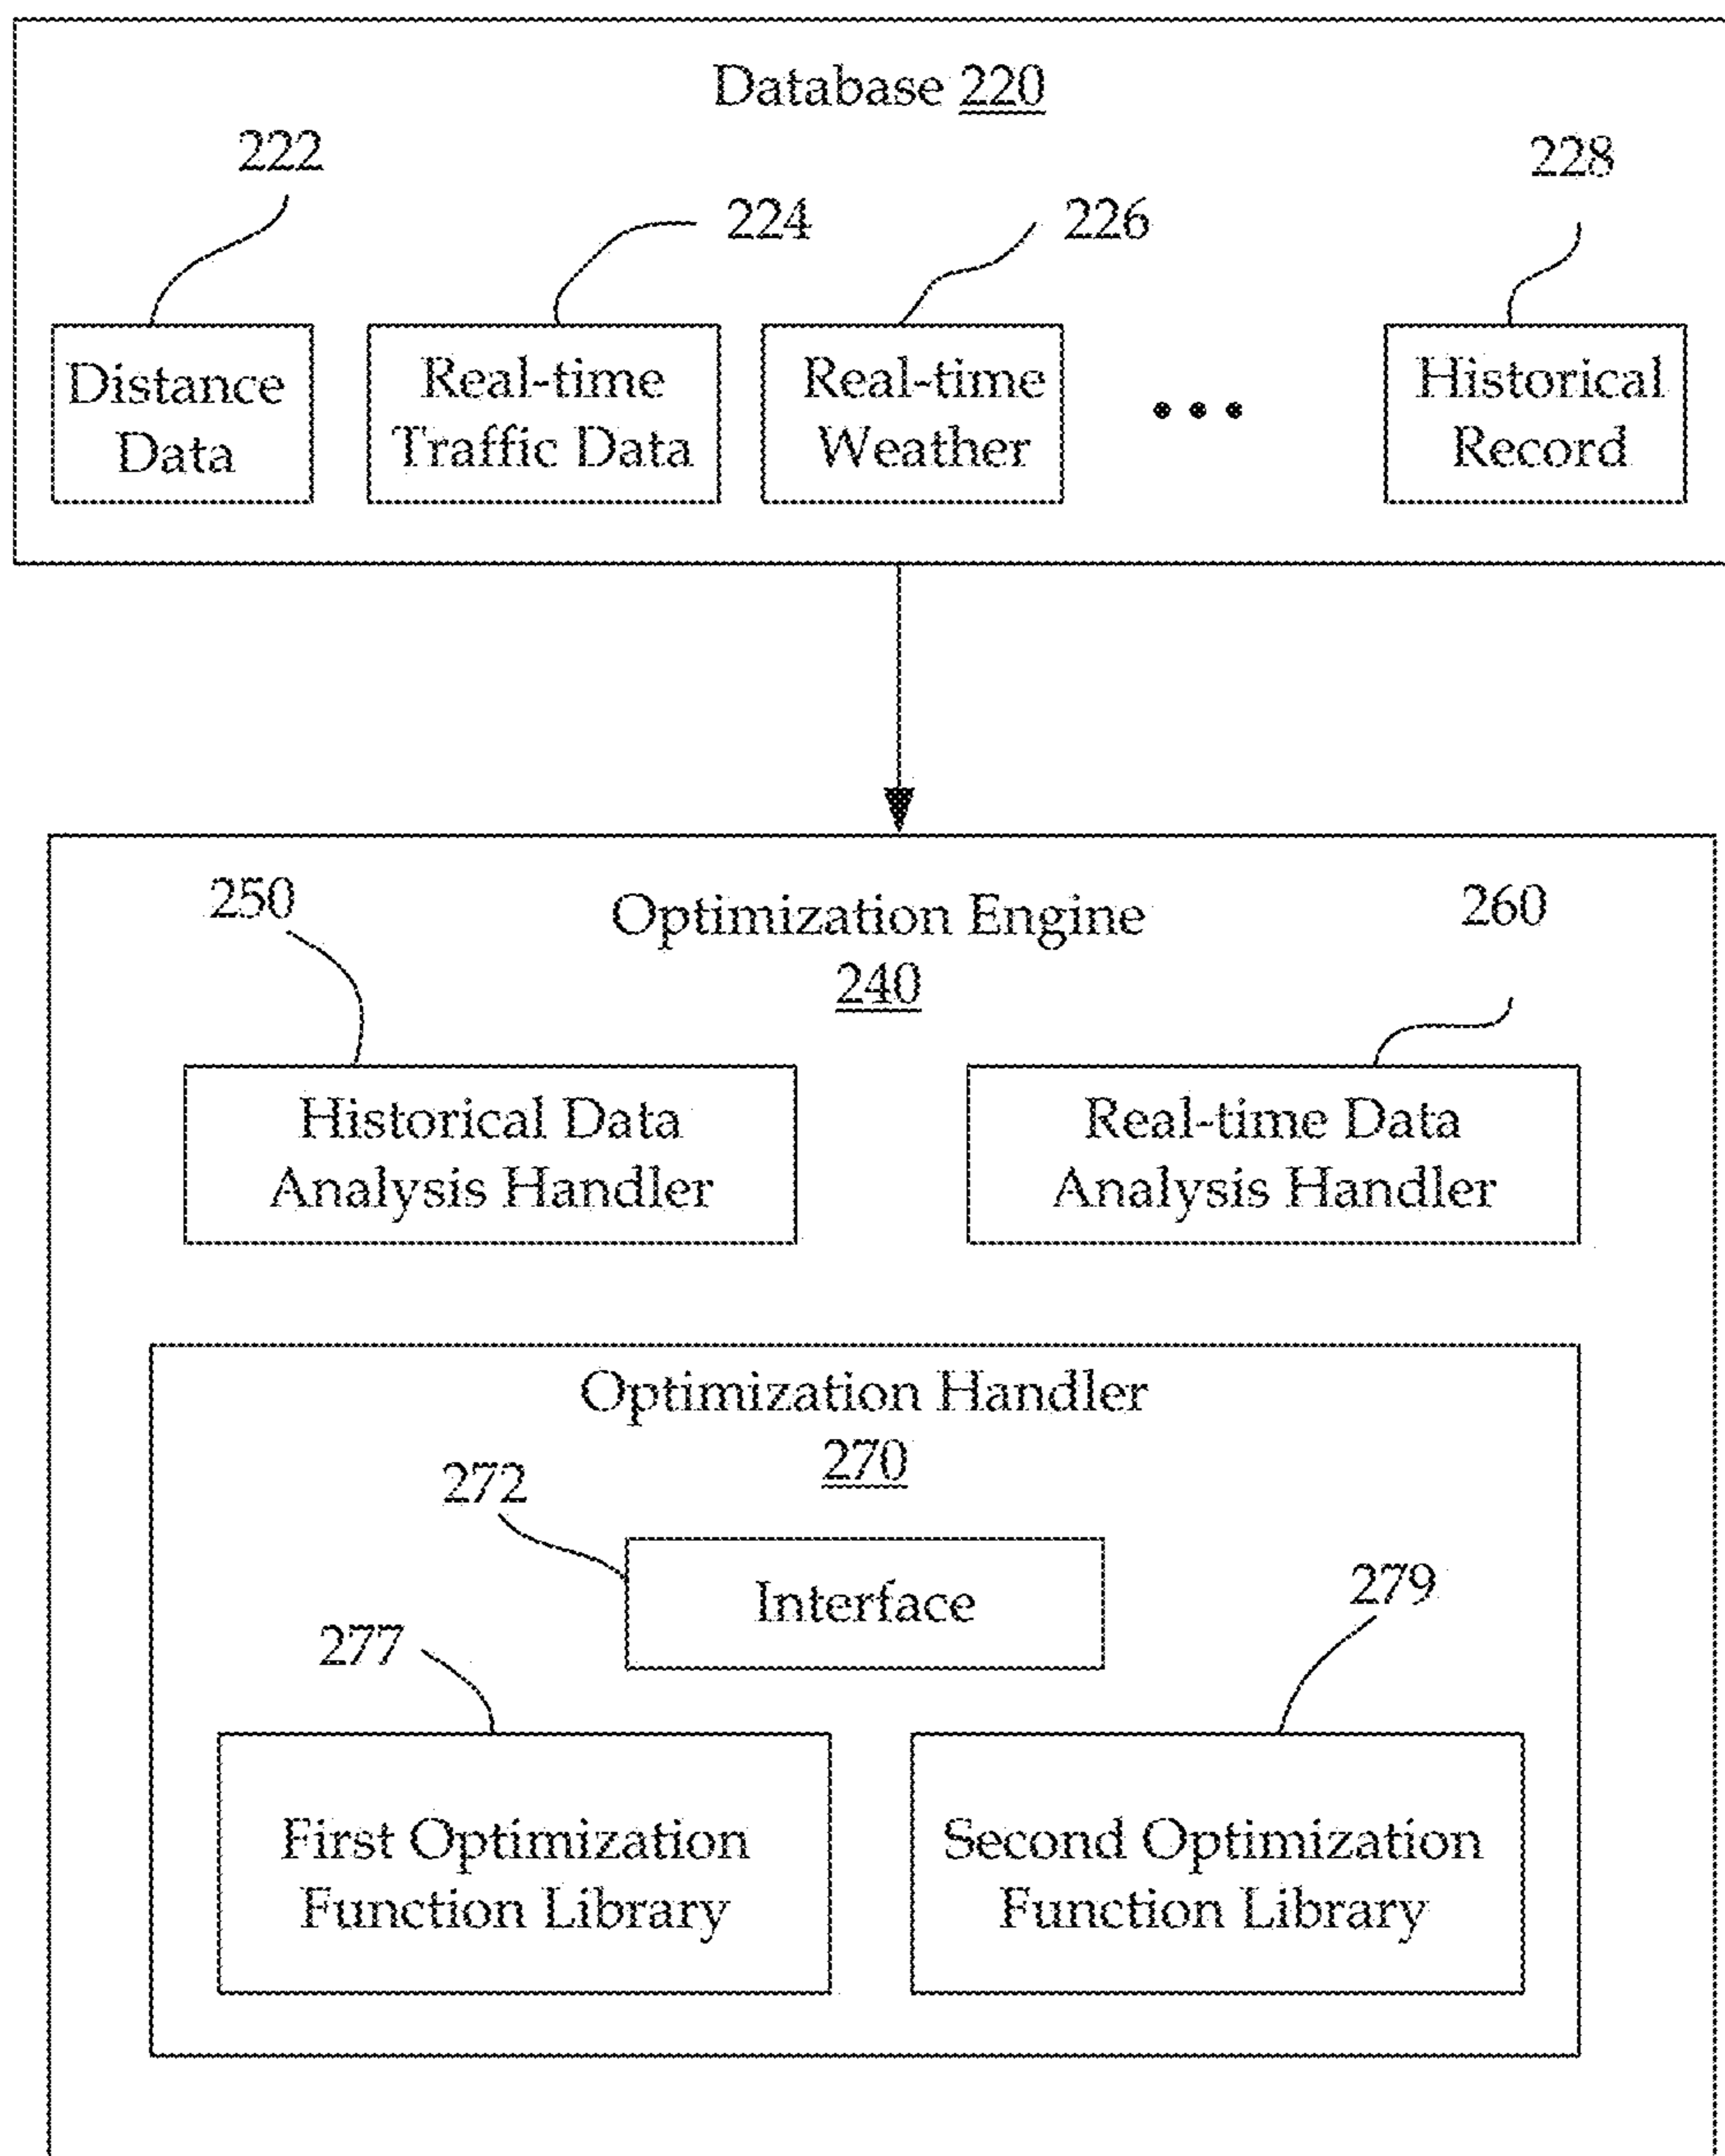 Database 220
222
228
224
226
Distance
Data
Real-time
Traffic Data
Real-time
Weather
Historical
Record
250
Optimization Engine
240
260
Historical Data
Analysis Handler
Real-time Data
Analysis Handler
Optimization Handler
270
272
Interface
279
277
First Optimization
Function Library
Second Optimization
Function Library